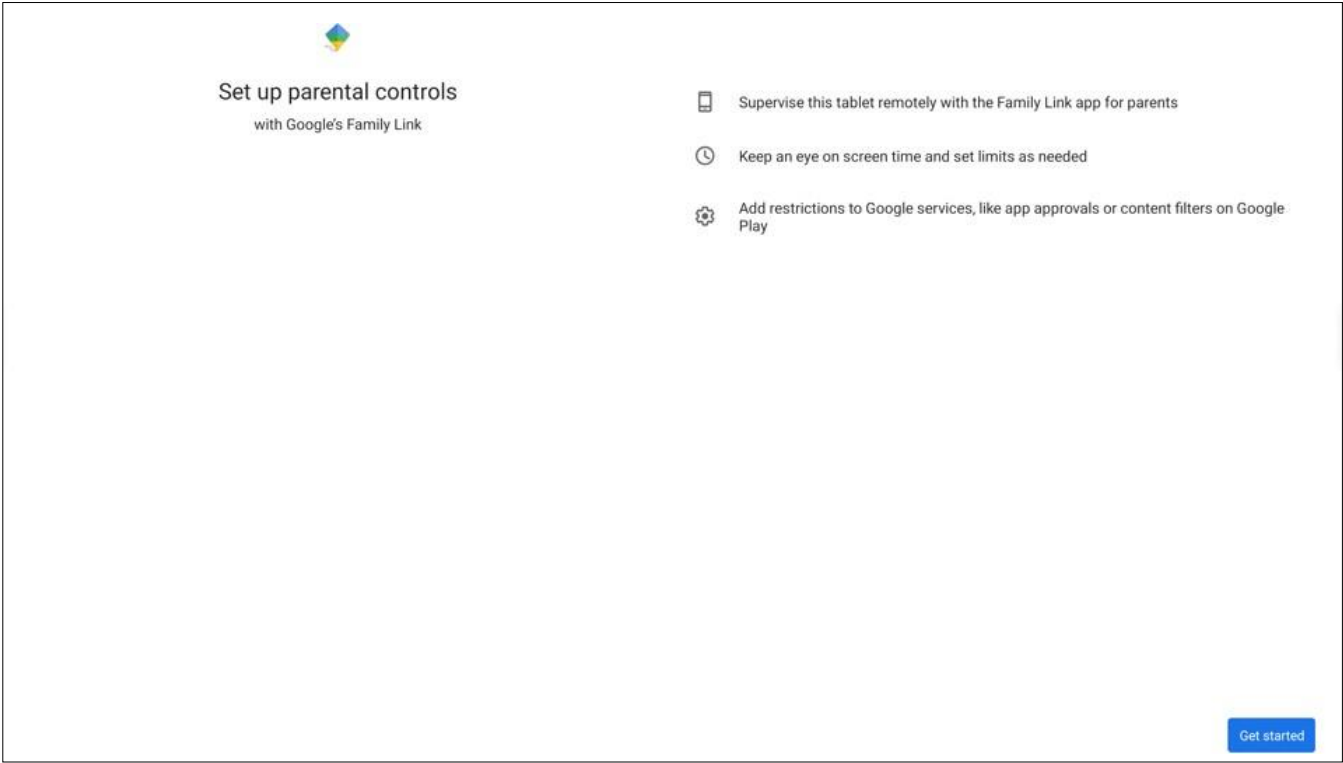 Set up parental controls
with Google's Family Link
Supervise this tablet remotely with the Family Link app for parents
Keep an eye on screen time and set limits as needed
Add restrictions to Google services, like app approvals or content filters on Google
Play
Get started